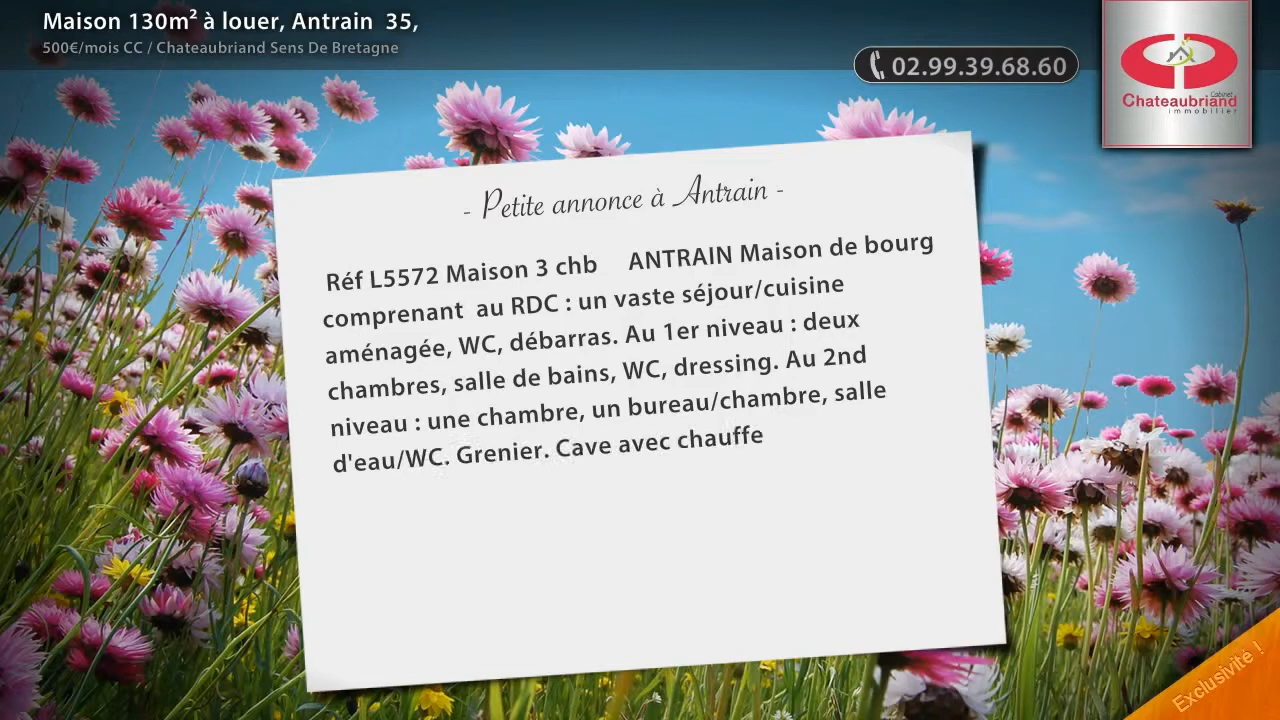 Maison 130m² à louer, Antrain  35,
500€/mois CC / Chateaubriand Sens De Bretagne
02.99.39.68.60
Cabinet
Chateaubriand
immobilier
- Petite annonce à Antrain -
Réf L5572 Maison 3 chb     ANTRAIN Maison de bourg
comprenant  au RDC : un vaste séjour/cuisine
aménagée, WC, débarras. Au 1er niveau : deux
chambres, salle de bains, WC, dressing. Au 2nd
niveau : une chambre, un bureau/chambre, salle
d'eau/WC. Grenier. Cave avec chauffe
Exclusivité !